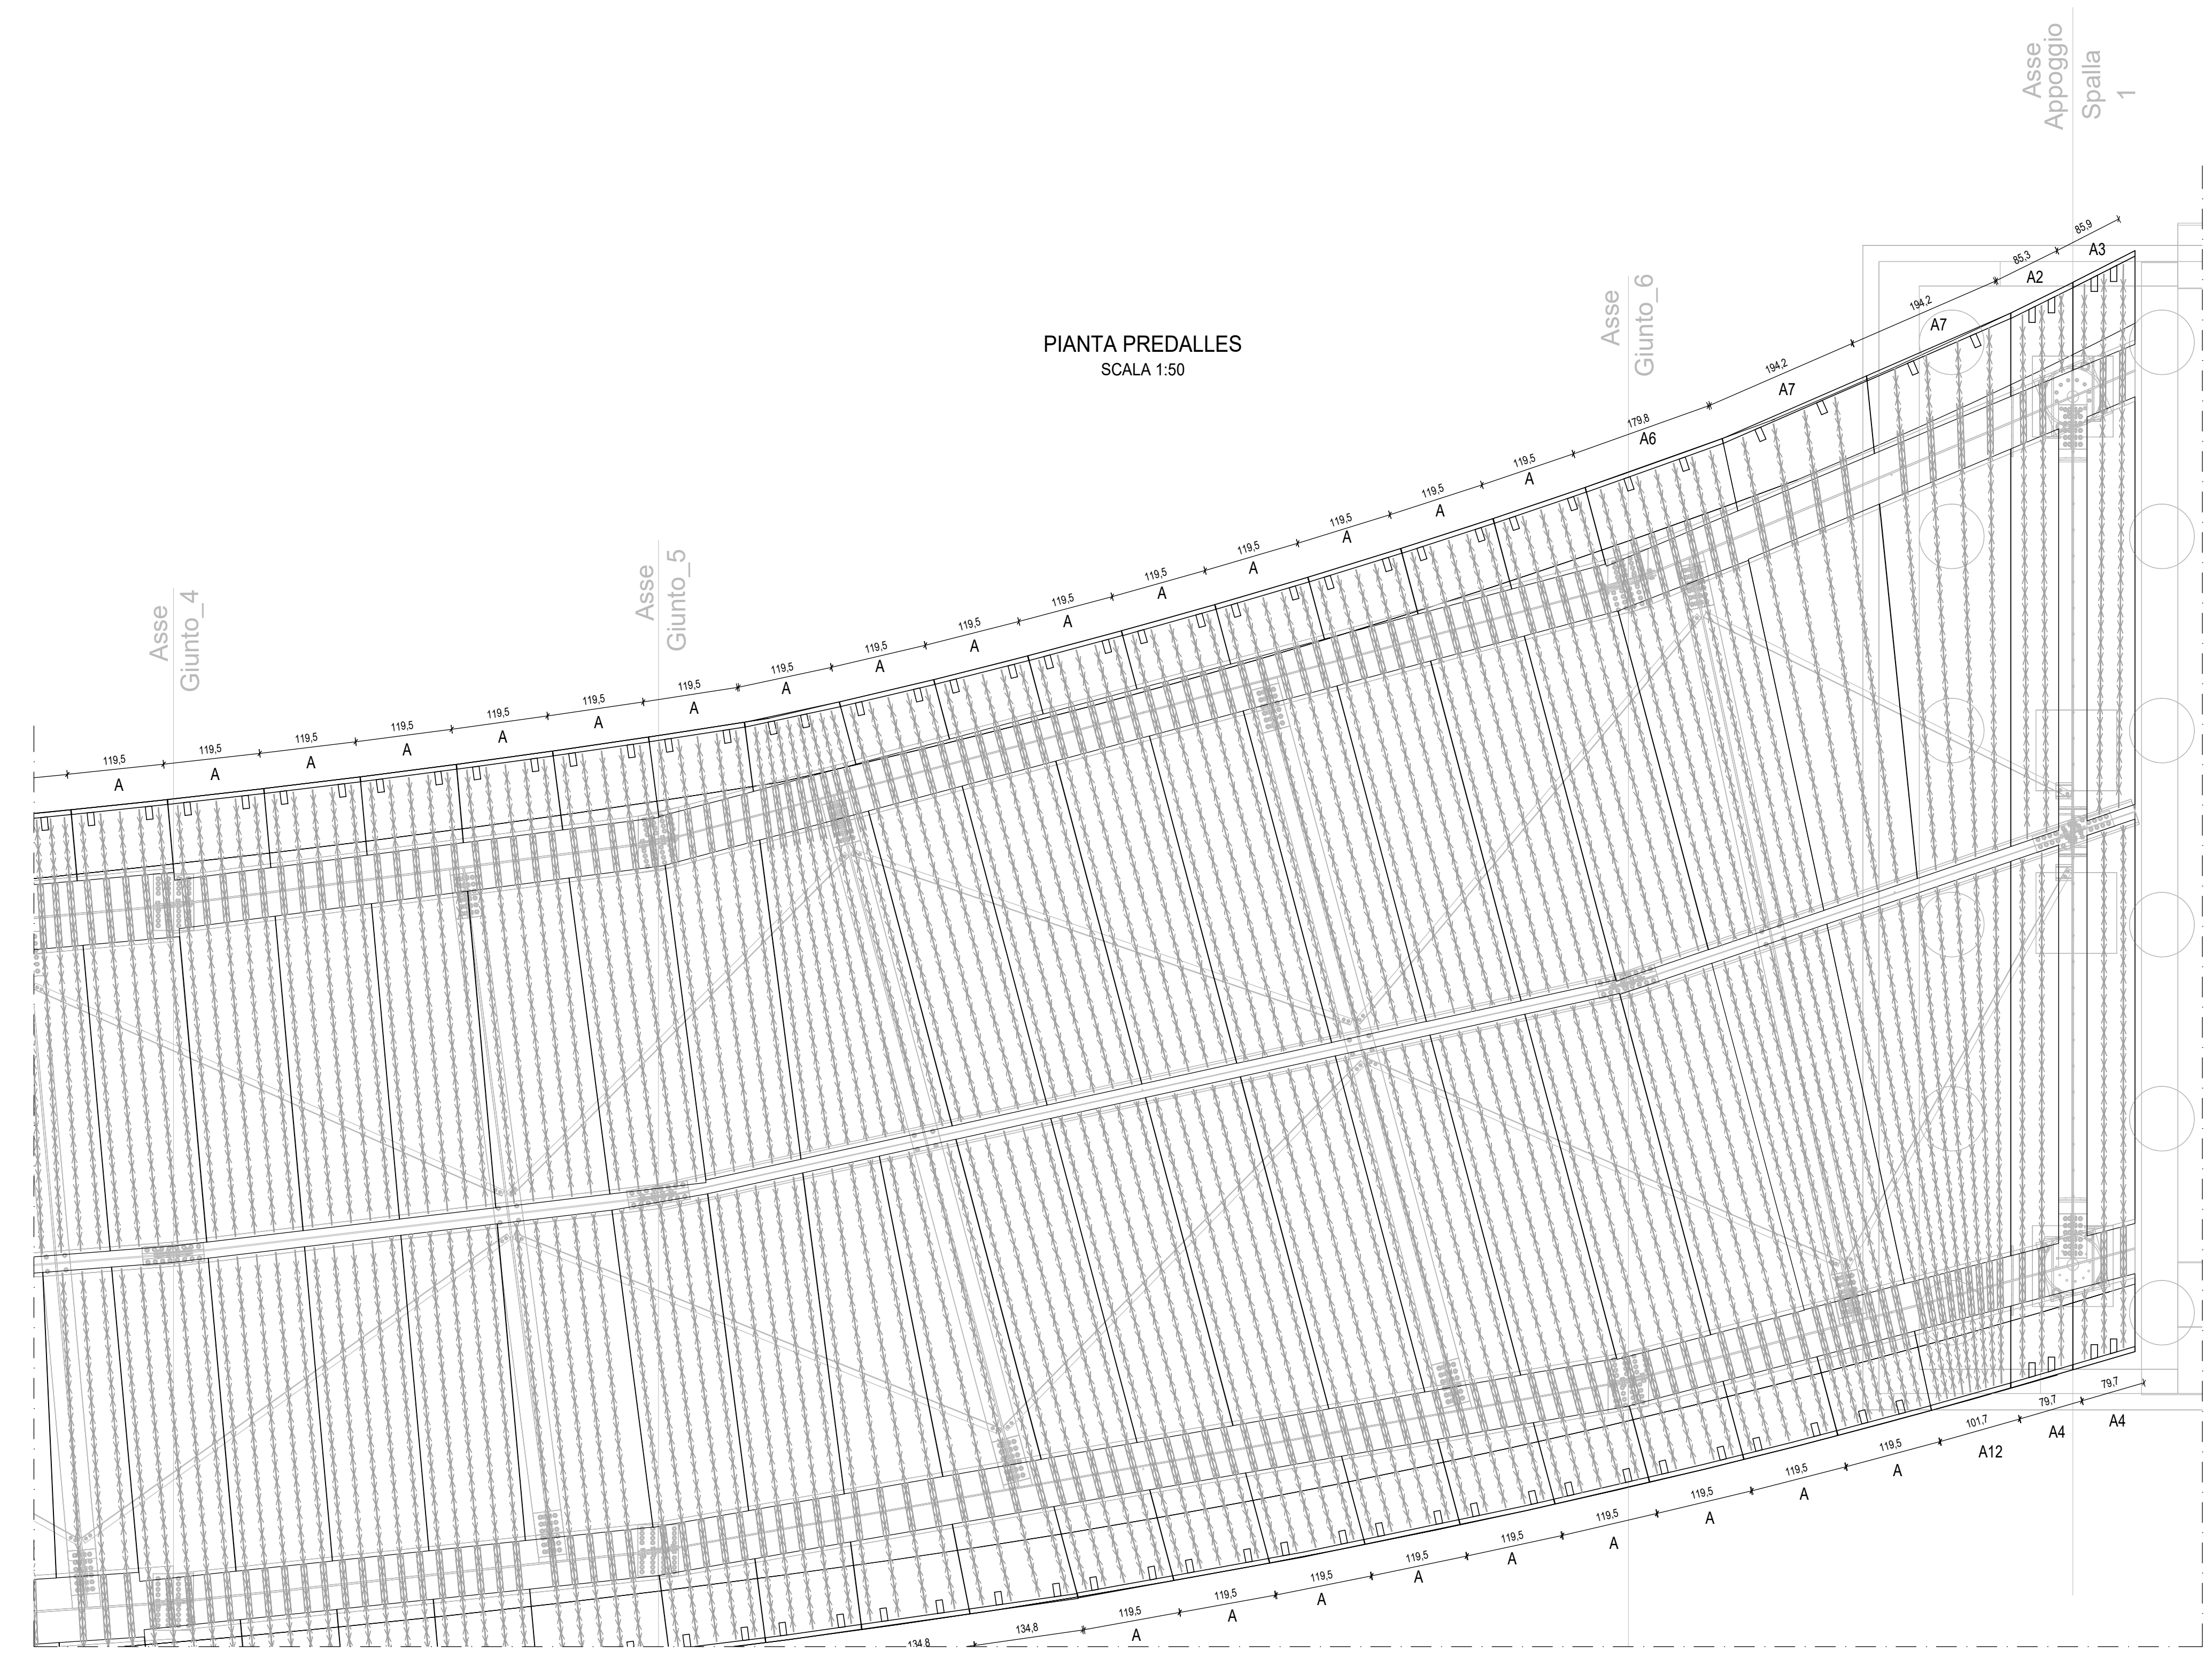 Asse
Appoggio
Spalla
1
85,9
A3
85,3
A2
194,2
A7
194,2
A7
179,8
A6
Asse
Giunto_6
PIANTA PREDALLES
SCALA 1:50
119,5
A
119,5
A
119,5
A
119,5
A
119,5
A
119,5
A
119,5
A
119,5
A
119,5
A
Asse
Giunto_5
Asse
Giunto_4
119,5
A
119,5
A
119,5
A
119,5
A
119,5
A
119,5
A
119,5
A
79,7
A4
79,7
A4
101,7
A12
119,5
A
119,5
A
119,5
A
119,5
A
119,5
A
119,5
A
119,5
A
119,5
A
119,5
A
134,8
134,8